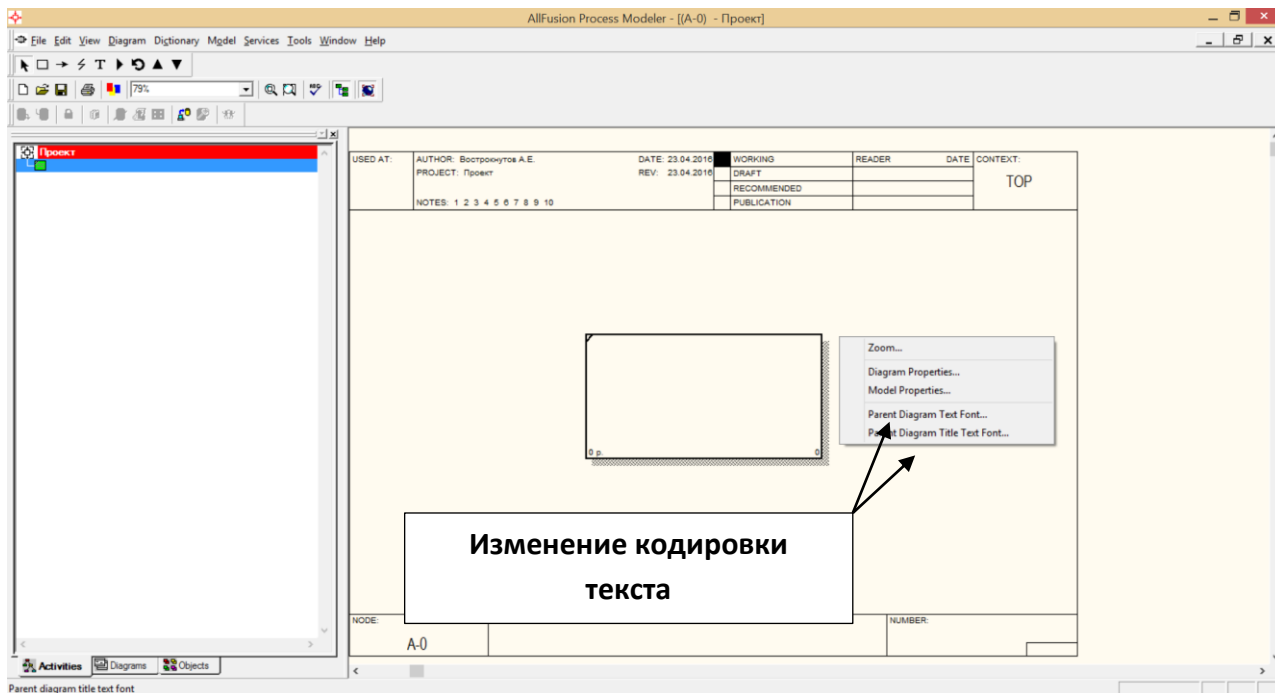 AllFusion Process Modeler - [(A-0) - Проект]
File Edit View Diagram Dictionary Model Services Tools Window Help
79%
Проект
USED AT: AUTHOR: Вострокнутов А.Е. DATE: 23.04.2016 WORKING READER DATE CONTEXT:
PROJECT: Проект REV: 23.04.2016 DRAFT
TOP
RECOMMENDED
NOTES: 1 2 3 4 5 6 7 8 9 10 PUBLICATION
Zoom...
Diagram Properties...
Model Properties...
Parent Diagram Text Font...
Parent Diagram Title Text Font...
0 р. 0
Изменение кодировки
текста
NODE: NUMBER:
A-0
Activities Diagrams Objects
Parent diagram title text font